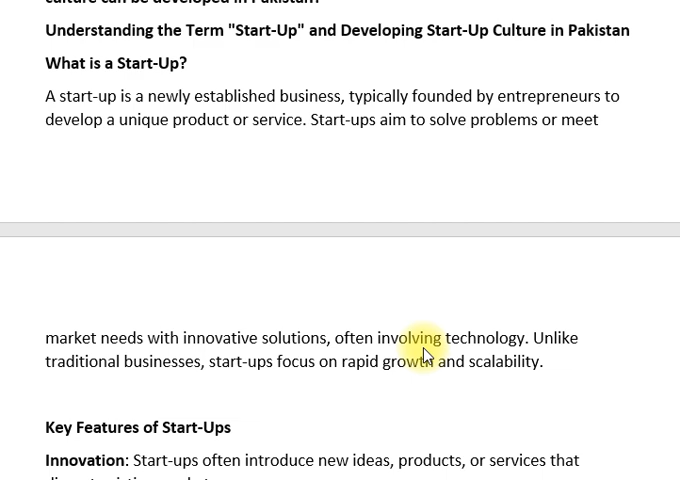 Understanding the Term "Start-Up" and Developing Start-Up Culture in Pakistan
What is a Start-Up?
A start-up is a newly established business, typically founded by entrepreneurs to
develop a unique product or service. Start-ups aim to solve problems or meet
market needs with innovative solutions, often involving technology. Unlike
traditional businesses, start-ups focus on rapid growth and scalability.
Key Features of Start-Ups
Innovation: Start-ups often introduce new ideas, products, or services that